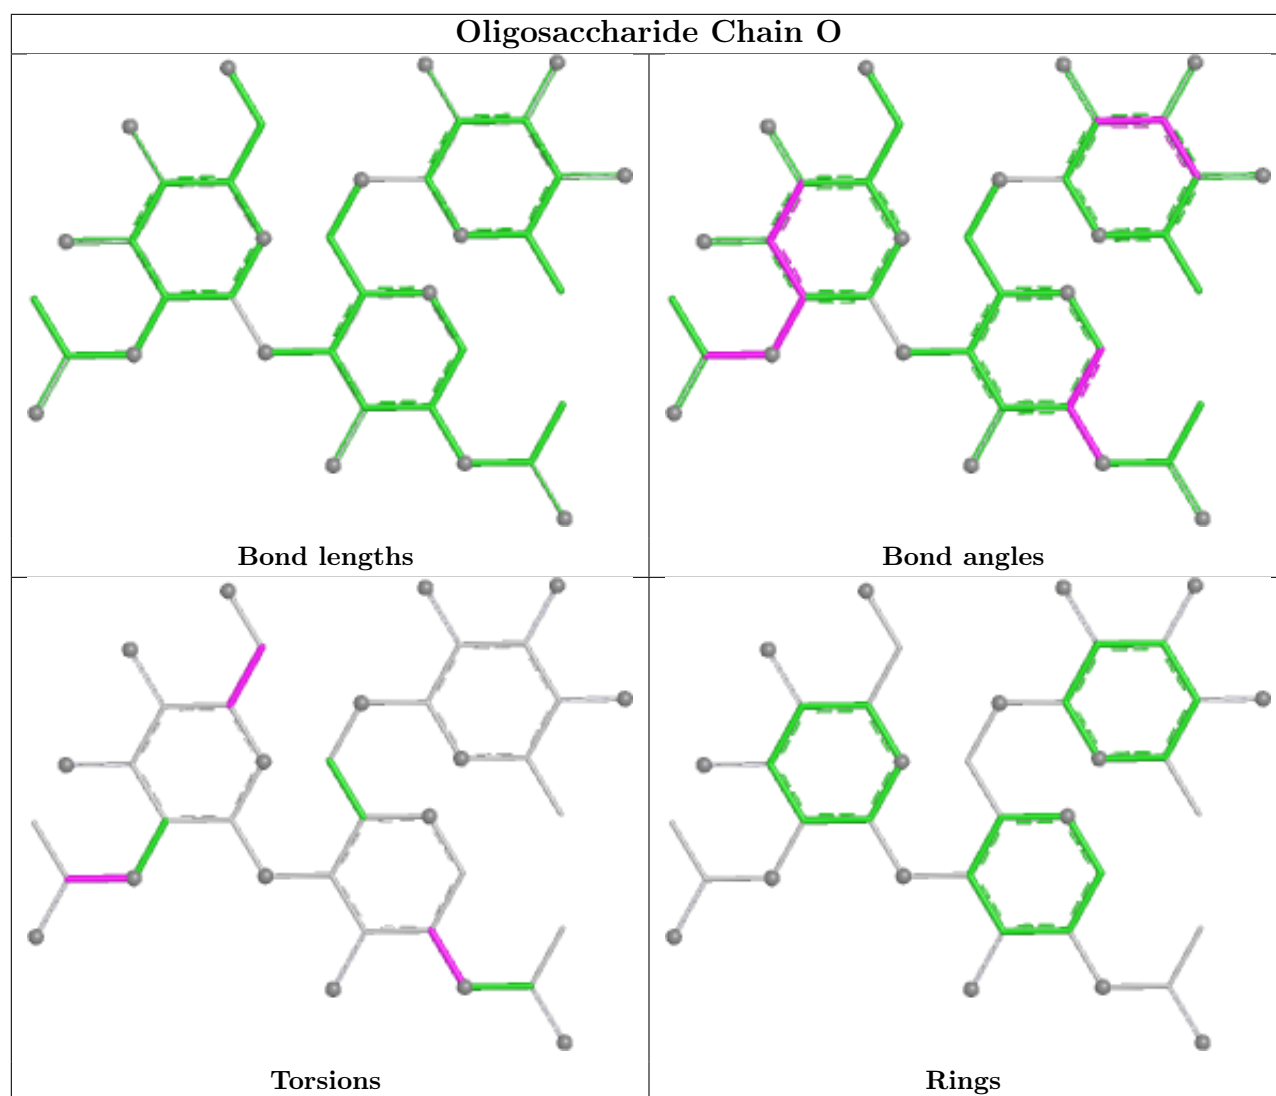 Oligosaccharide Chain O
Bond lengths
Bond angles
Torsions
Rings